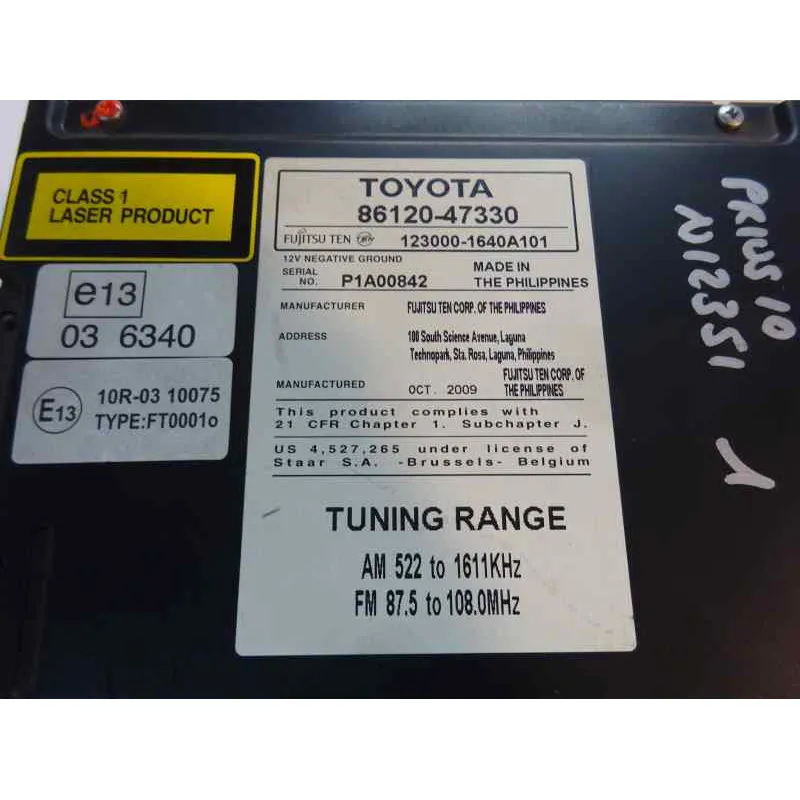 CLASS 1
LASER PRODUCT
e13
03 6340
E13
10R-03 10075
TYPE:FT0001o
TOYOTA
86120-47330
FUJITSU TEN TEN 123000-1640A101
12V NEGATIVE GROUND
SERIAL NO. P1A00842
MADE IN
THE PHILIPPINES
MANUFACTURER FUJITSU TEN CORP. OF THE PHILIPPINES
ADDRESS 100 South Science Avenue, Laguna
Technopark, Sta. Rosa, Laguna, Philippines
MANUFACTURED OCT. 2009 FUJITSU TEN CORP. OF
THE PHILIPPINES
This product complies with
21 CFR Chapter 1. Subchapter J.
US 4,527,265 under license of
Staar S.A. -Brussels- Belgium
TUNING RANGE
AM 522 to 1611KHz
FM 87.5 to 108.0MHz
PRIUS 10
N12351
1